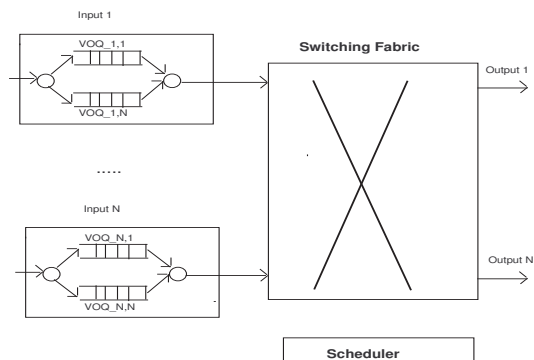 Input 1
VOQ_1,1
VOQ_1,N
Switching Fabric
Output 1
.....
Input N
VOQ_N,1
VOQ_N,N
Output N
Scheduler